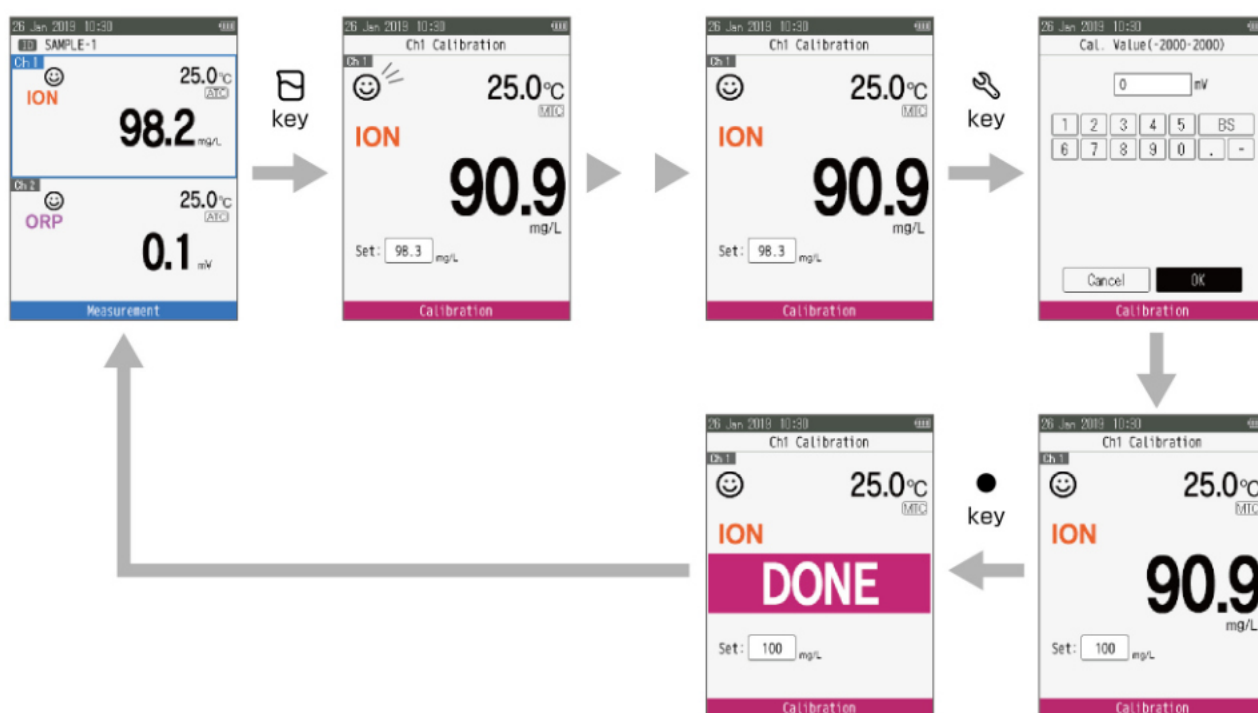 26 Jan 2019 10:30
ID SAMPLE-1
Ch 1
25.0℃
ATC
ION
98.2 mg/L
Ch 2
25.0℃
ATC
ORP
0.1 mV
Measurement
key
26 Jan 2019 10:30
Ch1 Calibration
Ch 1
25.0℃
MTC
ION
90.9
mg/L
Set: 98.3 mg/L
Calibration
26 Jan 2019 10:30
Ch1 Calibration
Ch 1
25.0℃
MTC
ION
90.9
mg/L
Set: 98.3 mg/L
Calibration
key
26 Jan 2019 10:30
Cal. Value(-2000-2000)
0 mV
1 2 3 4 5 BS
6 7 8 9 0 . -
Cancel OK
Calibration
26 Jan 2019 10:30
Ch1 Calibration
Ch 1
25.0℃
MTC
ION
90.9
mg/L
Set: 100 mg/L
Calibration
key
26 Jan 2019 10:30
Ch1 Calibration
Ch 1
25.0℃
MTC
ION
DONE
Set: 100 mg/L
Calibration